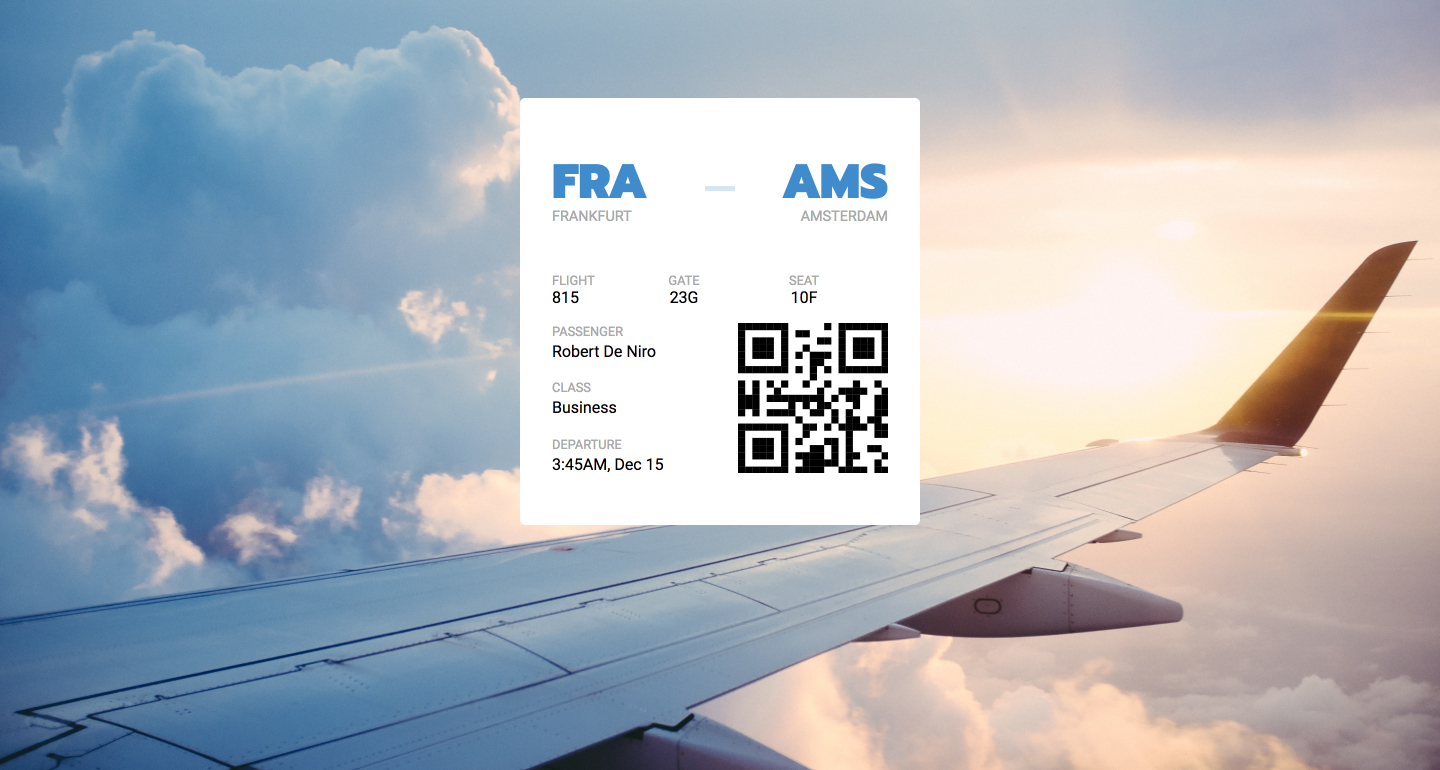 FRA — AMS
FRANKFURT AMSTERDAM
FLIGHT GATE SEAT
815 23G 10F
PASSENGER
Robert De Niro
CLASS
Business
DEPARTURE
3:45AM, Dec 15